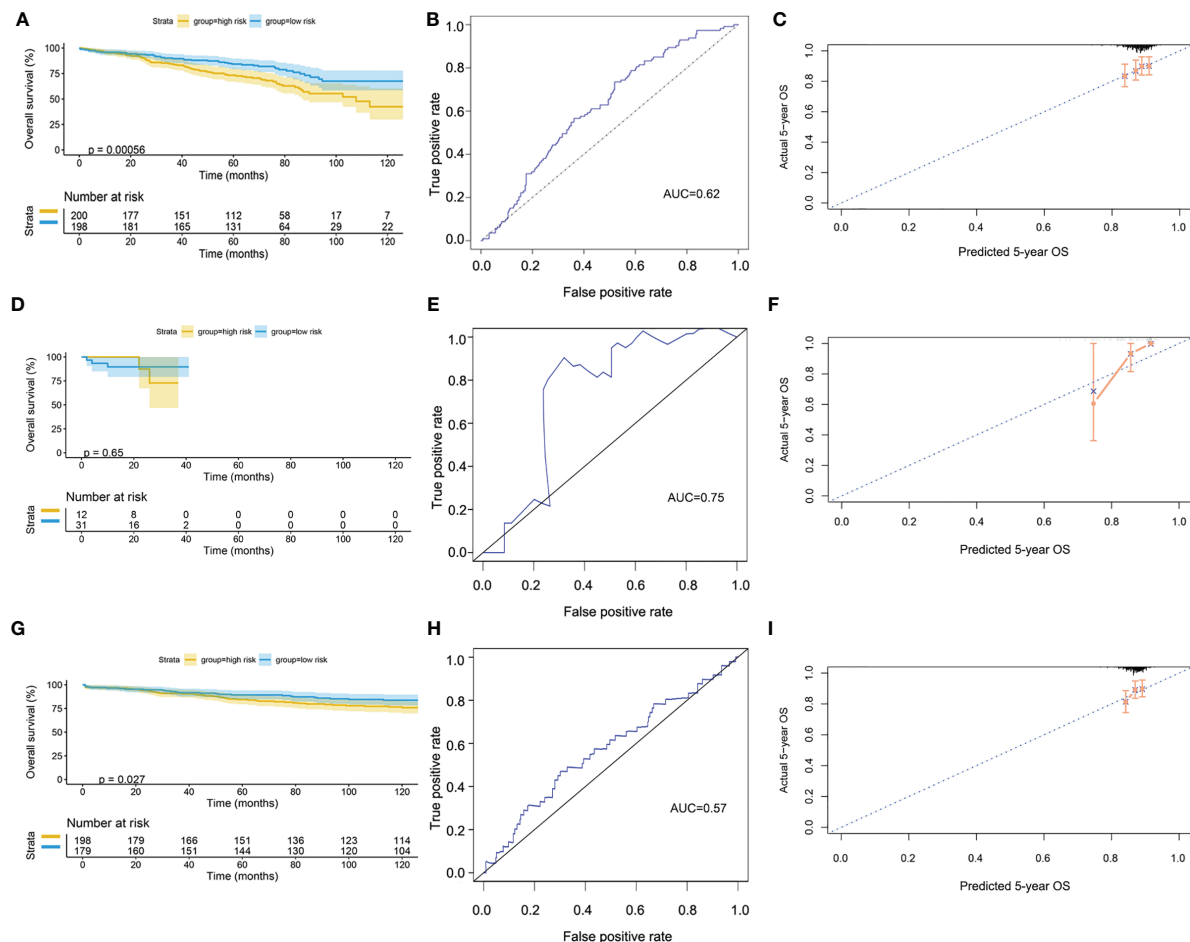 A
Strata group=high risk group=low risk
Overall survival (%)
100
75
50
25
0
p = 0.00056
0 20 40 60 80 100 120
Time (months)
Number at risk
Strata
200 177 151 112 58 17 7
198 181 165 131 64 29 22
0 20 40 60 80 100 120
Time (months)
B
True positive rate
1.0
0.8
0.6
0.4
0.2
0.0
AUC=0.62
0.0 0.2 0.4 0.6 0.8 1.0
False positive rate
C
Actual 5-year OS
1.0
0.8
0.6
0.4
0.2
0.0
0.0 0.2 0.4 0.6 0.8 1.0
Predicted 5-year OS
D
Strata group=high risk group=low risk
Overall survival (%)
100
75
50
25
0
p = 0.65
0 20 40 60 80 100 120
Time (months)
Number at risk
Strata
12 8 0 0 0 0 0
31 16 2 0 0 0 0
0 20 40 60 80 100 120
Time (months)
E
True positive rate
1.0
0.8
0.6
0.4
0.2
0.0
AUC=0.75
0.0 0.2 0.4 0.6 0.8 1.0
False positive rate
F
Actual 5-year OS
1.0
0.8
0.6
0.4
0.2
0.0
0.0 0.2 0.4 0.6 0.8 1.0
Predicted 5-year OS
G
Strata group=high risk group=low risk
Overall survival (%)
100
75
50
25
0
p = 0.027
0 20 40 60 80 100 120
Time (months)
Number at risk
Strata
198 179 166 151 136 123 114
179 160 151 144 130 120 104
0 20 40 60 80 100 120
Time (months)
H
True positive rate
1.0
0.8
0.6
0.4
0.2
0.0
AUC=0.57
0.0 0.2 0.4 0.6 0.8 1.0
False positive rate
I
Actual 5-year OS
1.0
0.8
0.6
0.4
0.2
0.0
0.0 0.2 0.4 0.6 0.8 1.0
Predicted 5-year OS